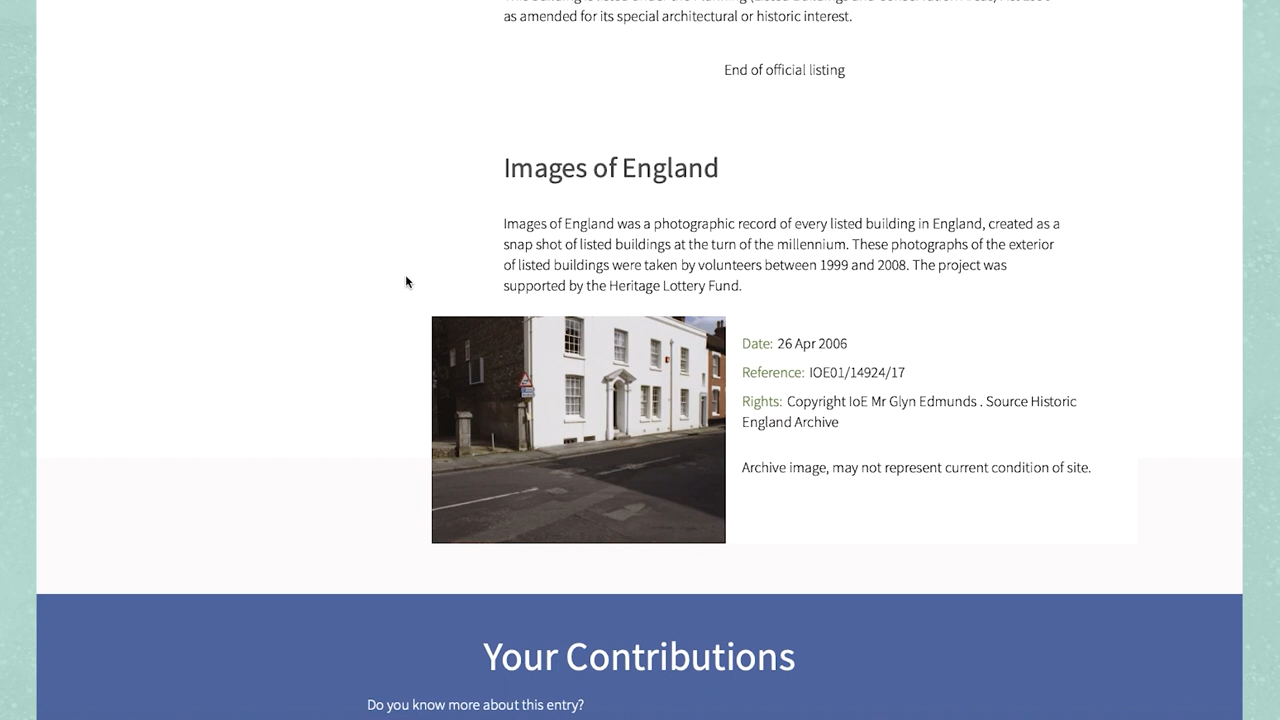 as amended for its special architectural or historic interest.
End of official listing
Images of England
Images of England was a photographic record of every listed building in England, created as a
snap shot of listed buildings at the turn of the millennium. These photographs of the exterior
of listed buildings were taken by volunteers between 1999 and 2008. The project was
supported by the Heritage Lottery Fund.
Date: 26 Apr 2006
Reference: IOE01/14924/17
Rights: Copyright IoE Mr Glyn Edmunds . Source Historic
England Archive
Archive image, may not represent current condition of site.
Your Contributions
Do you know more about this entry?